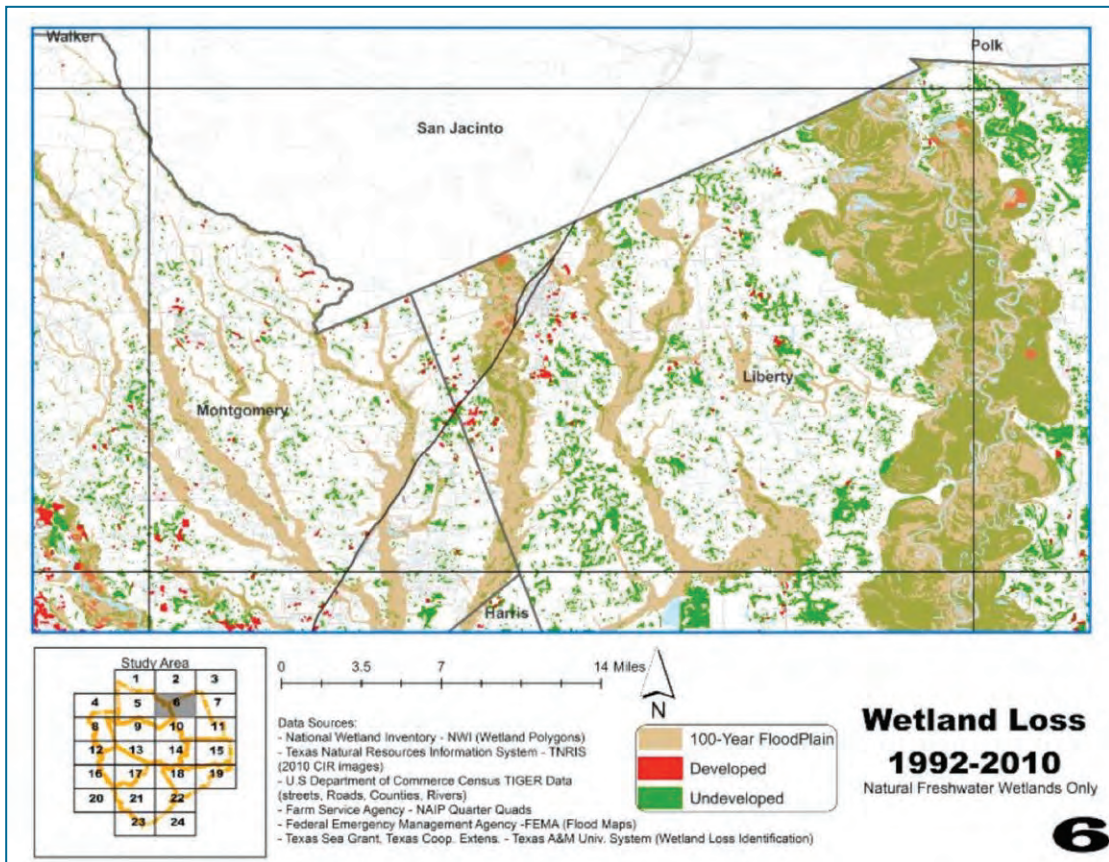 Walker
Polk
San Jacinto
Liberty
Montgomery
Harris
Study Area
1 2 3
4 5 6 7
8 9 10 11
12 13 14 15
16 17 18 19
20 21 22
23 24
0 3.5 7 14 Miles
N
Data Sources:
- National Wetland Inventory - NWI (Wetland Polygons)
- Texas Natural Resources Information System - TNRIS
(2010 CIR images)
- U.S Department of Commerce Census TIGER Data
(streets, Roads, Counties, Rivers)
- Farm Service Agency - NAIP Quarter Quads
- Federal Emergency Management Agency -FEMA (Flood Maps)
- Texas Sea Grant, Texas Coop. Extens. - Texas A&M Univ. System (Wetland Loss Identification)
100-Year FloodPlain
Developed
Undeveloped
Wetland Loss
1992-2010
Natural Freshwater Wetlands Only
6